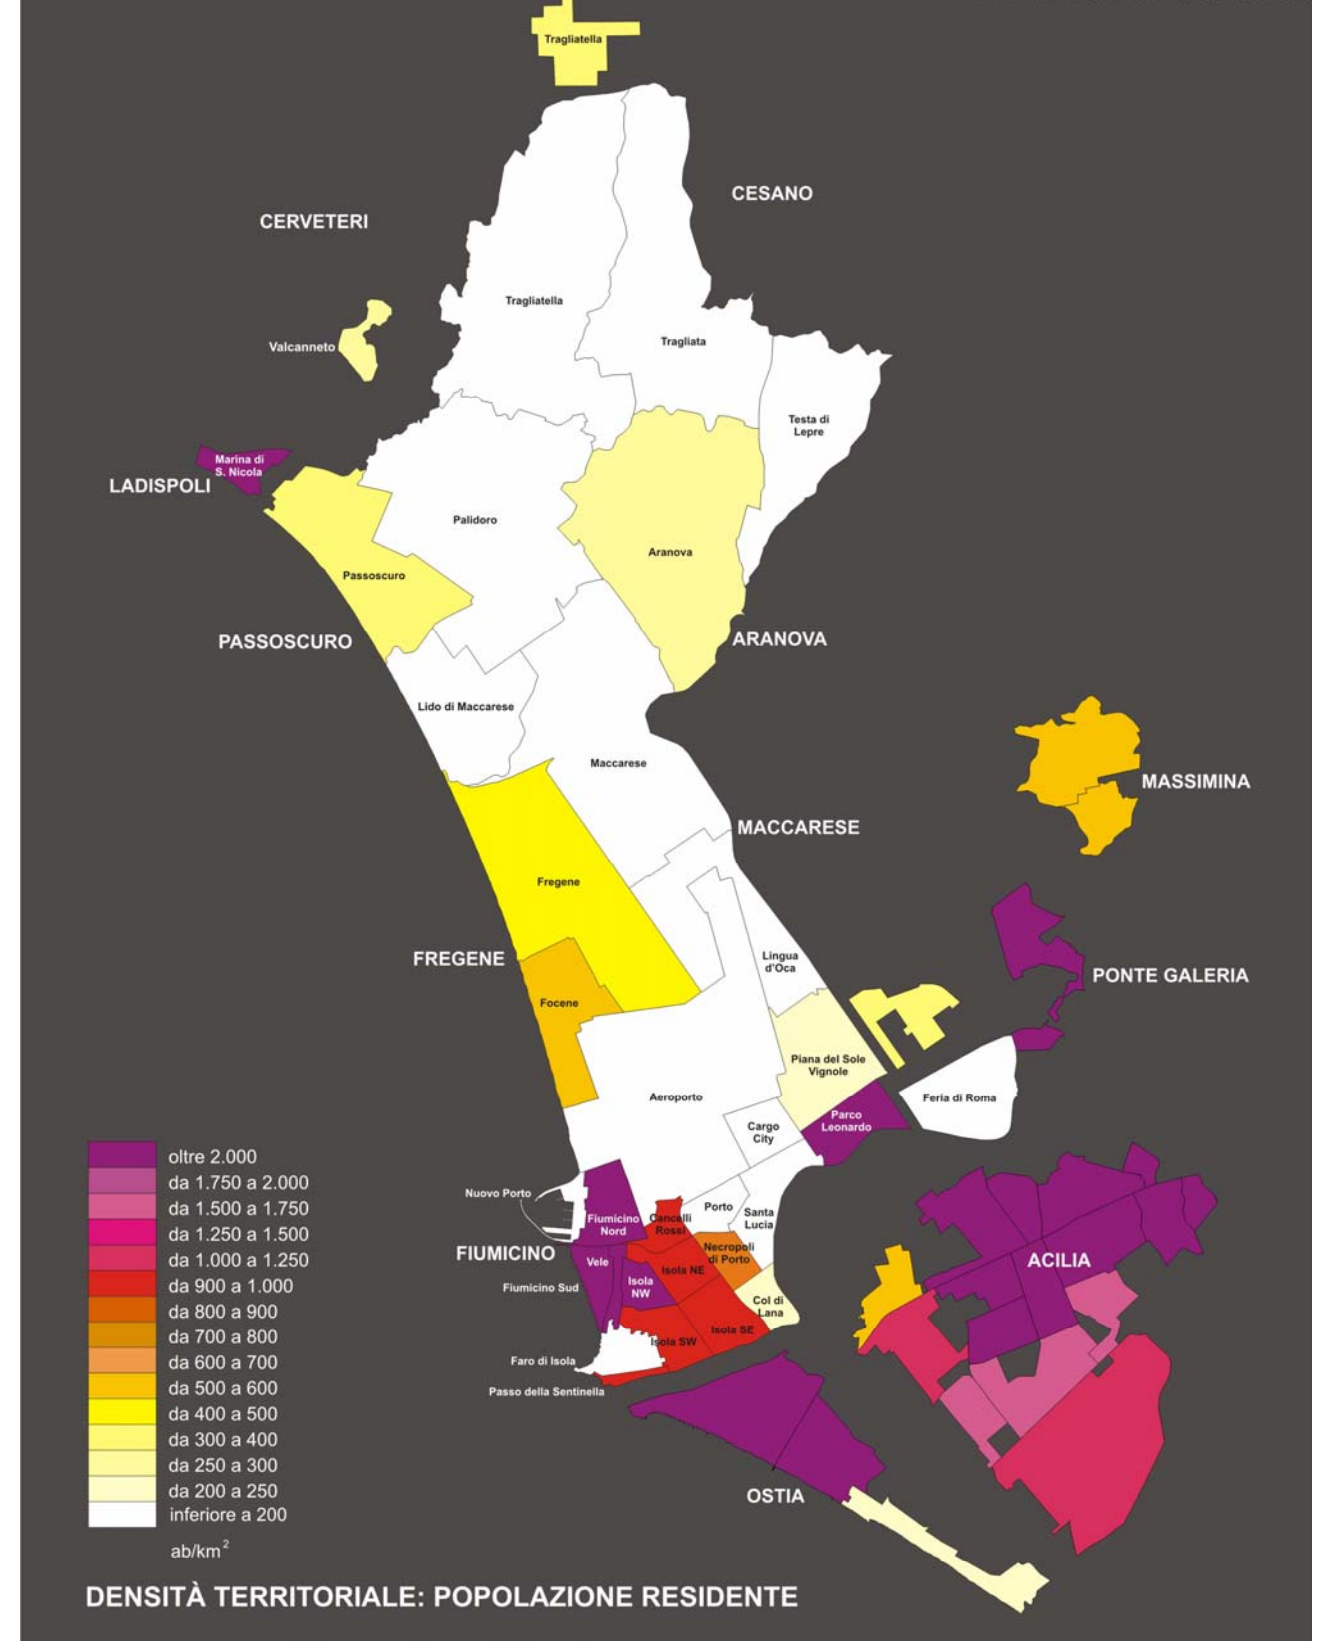 Tragliatella
CESANO
CERVETERI
Tragliatella
Tragliata
Valcanneto
Testa di
Lepre
Marina di
S. Nicola
LADISPOLI
Palidoro
Aranova
Passoscuro
PASSOSCURO
ARANOVA
Lido di Maccarese
Maccarese
MASSIMINA
MACCARESE
Fregene
FREGENE
Lingua
d'Oca
PONTE GALERIA
Focene
Piana del Sole
Vignole
Aeroporto
Feria di Roma
Parco
Leonardo
Cargo
City
Nuovo Porto
Porto
Santa
Lucia
Fiumicino
Nord
Cancelli
Rossi
FIUMICINO
Necropoli
di Porto
ACILIA
Vele
Isola NE
Fiumicino Sud
Isola
NW
Col di
Lana
Isola SE
Isola SW
Faro di Isola
Passo della Sentinella
OSTIA
oltre 2.000
da 1.750 a 2.000
da 1.500 a 1.750
da 1.250 a 1.500
da 1.000 a 1.250
da 900 a 1.000
da 800 a 900
da 700 a 800
da 600 a 700
da 500 a 600
da 400 a 500
da 300 a 400
da 250 a 300
da 200 a 250
inferiore a 200
ab/km²
DENSITÀ TERRITORIALE: POPOLAZIONE RESIDENTE